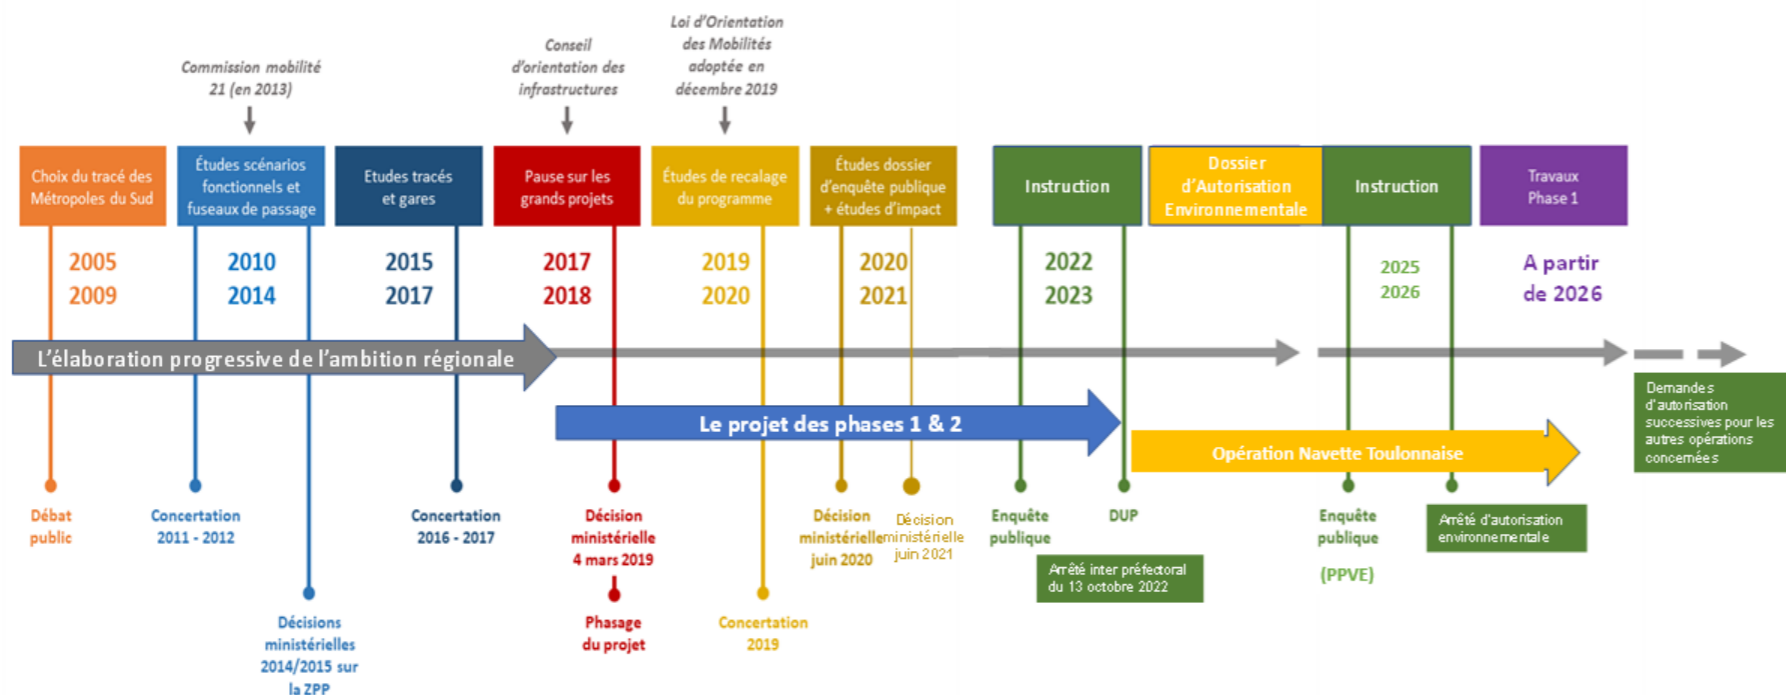 Commission mobilité
21 (en 2013)
Conseil
d'orientation des
infrastructures
Loi d'Orientation
des Mobilités
adoptée en
décembre 2019
Choix du tracé des
Métropoles du Sud
Études scénarios
fonctionnels et
fuseaux de passage
Etudes tracés
et gares
Pause sur les
grands projets
Études de recalage
du programme
Études dossier
d'enquête publique
+ études d'impact
Instruction
Dossier
d'Autorisation
Environnementale
Instruction
Travaux
Phase 1
2005
2009
2010
2014
2015
2017
2017
2018
2019
2020
2020
2021
2022
2023
2025
2026
A partir
de 2026
L'élaboration progressive de l'ambition régionale
Le projet des phases 1 & 2
Opération Navette Toulonnaise
Demandes
d'autorisation
successives pour les
autres opérations
concernées
Débat
public
Concertation
2011 - 2012
Décisions
ministérielles
2014/2015 sur
la ZPP
Concertation
2016 - 2017
Décision
ministérielle
4 mars 2019
Phasage
du projet
Concertation
2019
Décision
ministérielle
juin 2020
Décision
ministérielle
juin 2021
Enquête
publique
DUP
Arrêté inter préfectoral
du 13 octobre 2022
Enquête
publique
(PPVE)
Arrêté d'autorisation
environnementale